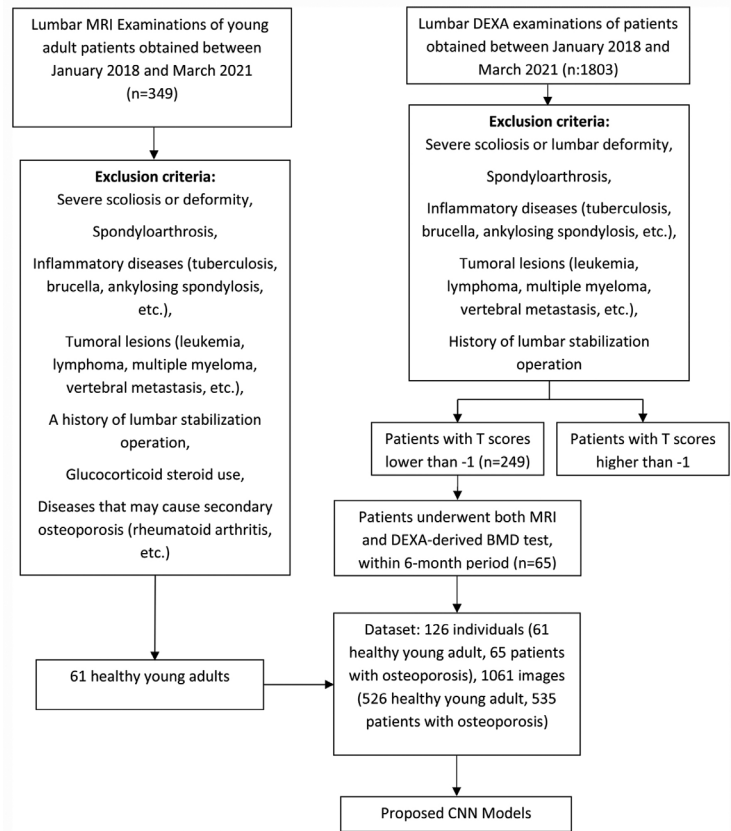 Lumbar MRI Examinations of young
adult patients obtained between
January 2018 and March 2021
(n=349)
Exclusion criteria:
Severe scoliosis or deformity,
Spondyloarthrosis,
Inflammatory diseases (tuberculosis,
brucella, ankylosing spondylosis,
etc.),
Tumoral lesions (leukemia,
lymphoma, multiple myeloma,
vertebral metastasis, etc.),
A history of lumbar stabilization
operation,
Glucocorticoid steroid use,
Diseases that may cause secondary
osteoporosis (rheumatoid arthritis,
etc.)
61 healthy young adults
Lumbar DEXA examinations of patients
obtained between January 2018 and
March 2021 (n:1803)
Exclusion criteria:
Severe scoliosis or lumbar deformity,
Spondyloarthrosis,
Inflammatory diseases (tuberculosis,
brucella, ankylosing spondylosis, etc.),
Tumoral lesions (leukemia,
lymphoma, multiple myeloma,
vertebral metastasis, etc.),
History of lumbar stabilization
operation
Patients with T scores
lower than -1 (n=249)
Patients with T scores
higher than -1
Patients underwent both MRI
and DEXA-derived BMD test,
within 6-month period (n=65)
Dataset: 126 individuals (61
healthy young adult, 65 patients
with osteoporosis), 1061 images
(526 healthy young adult, 535
patients with osteoporosis)
Proposed CNN Models